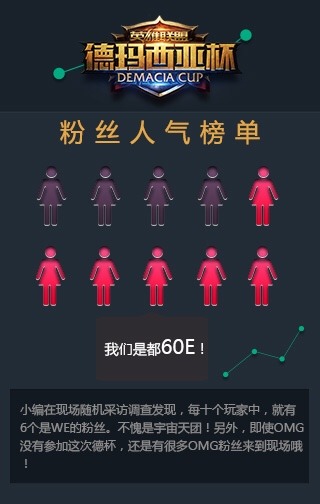 英雄联盟
德玛西亚杯
DEMACIA CUP
粉丝人气榜单
我们是都60E！
小编在现场随机采访调查发现，每十个玩家中，就有
6个是WE的粉丝。不愧是宇宙天团！另外，即使OMG
没有参加这次德杯，还是有很多OMG粉丝来到现场哦
！